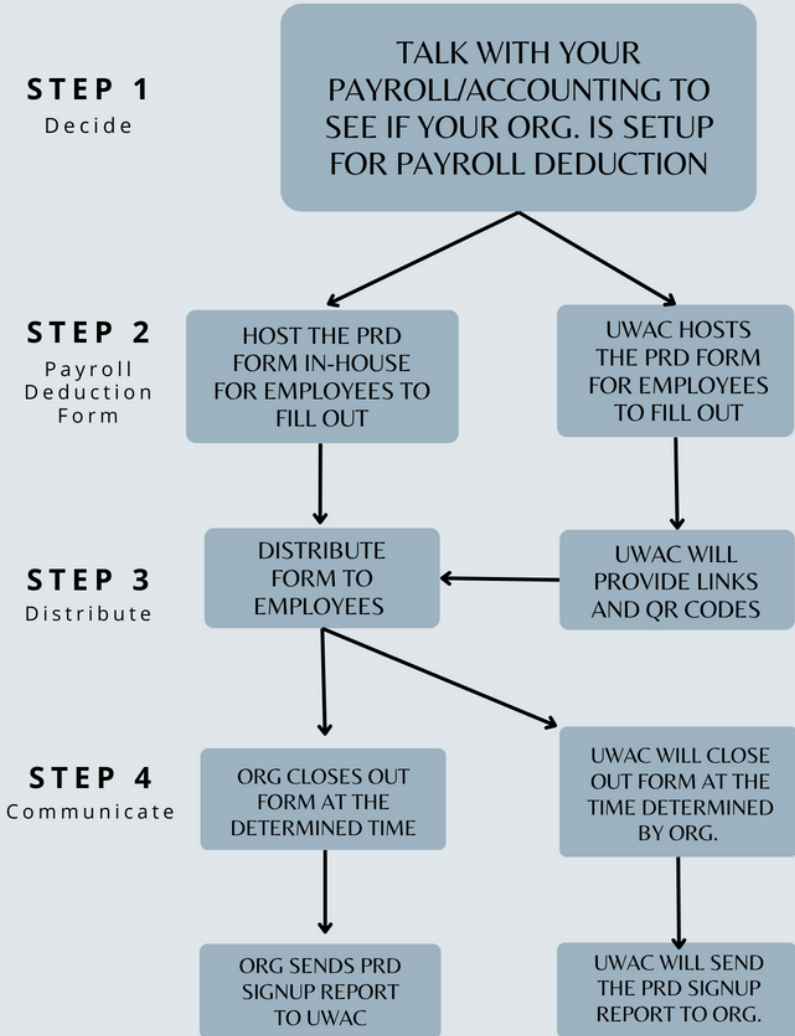 STEP 1
Decide
TALK WITH YOUR
PAYROLL/ACCOUNTING TO
SEE IF YOUR ORG. IS SETUP
FOR PAYROLL DEDUCTION
STEP 2
Payroll
Deduction
Form
HOST THE PRD
FORM IN-HOUSE
FOR EMPLOYEES TO
FILL OUT
UWAC HOSTS
THE PRD FORM
FOR EMPLOYEES
TO FILL OUT
STEP 3
Distribute
DISTRIBUTE
FORM TO
EMPLOYEES
UWAC WILL
PROVIDE LINKS
AND QR CODES
STEP 4
Communicate
ORG CLOSES OUT
FORM AT THE
DETERMINED TIME
UWAC WILL CLOSE
OUT FORM AT THE
TIME DETERMINED
BY ORG.
ORG SENDS PRD
SIGNUP REPORT
TO UWAC
UWAC WILL SEND
THE PRD SIGNUP
REPORT TO ORG.